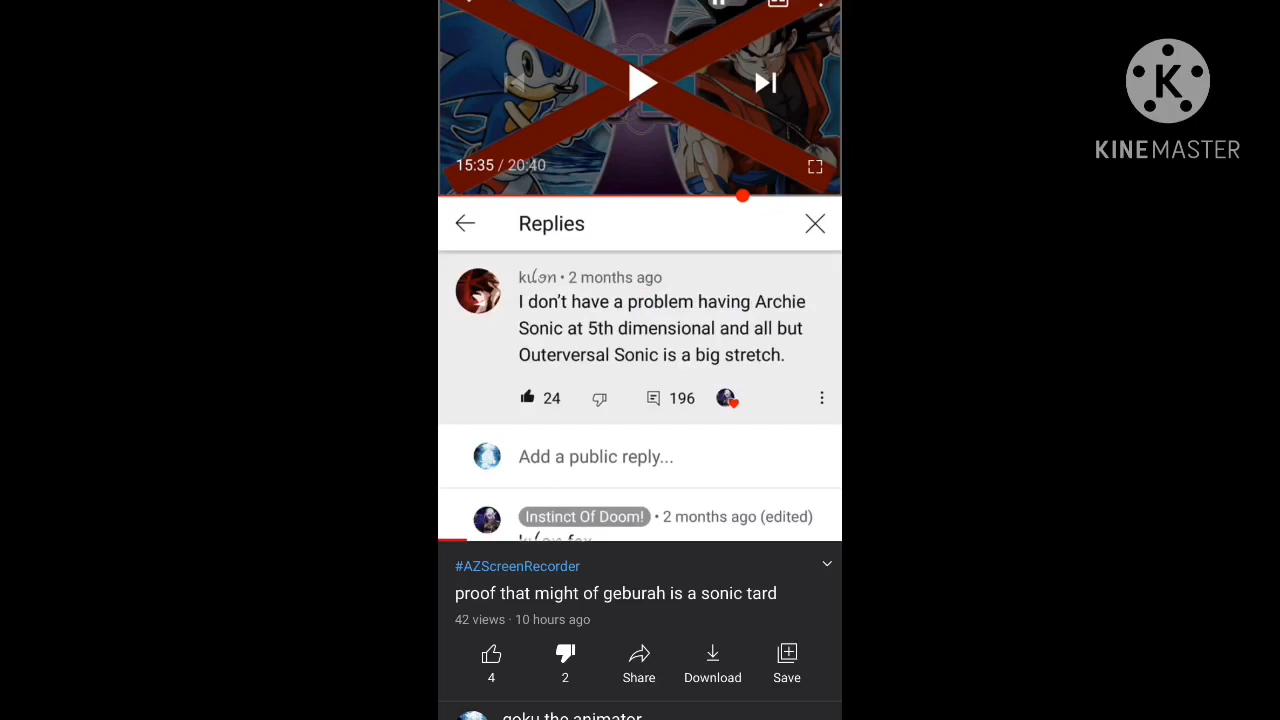 15:35 / 20:40
K
KINEMASTER
Replies
• 2 months ago
I don't have a problem having Archie
Sonic at 5th dimensional and all but
Outerversal Sonic is a big stretch.
24
196
Add a public reply...
Instinct Of Doom! • 2 months ago (edited)
#AZScreenRecorder
proof that might of geburah is a sonic tard
42 views · 10 hours ago
4
2
Share
Download
Save
goku the animator